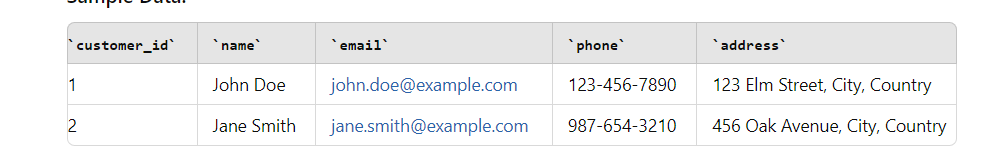 Sample Data:
`customer_id` `name` `email` `phone` `address`
1 John Doe john.doe@example.com 123-456-7890 123 Elm Street, City, Country
2 Jane Smith jane.smith@example.com 987-654-3210 456 Oak Avenue, City, Country